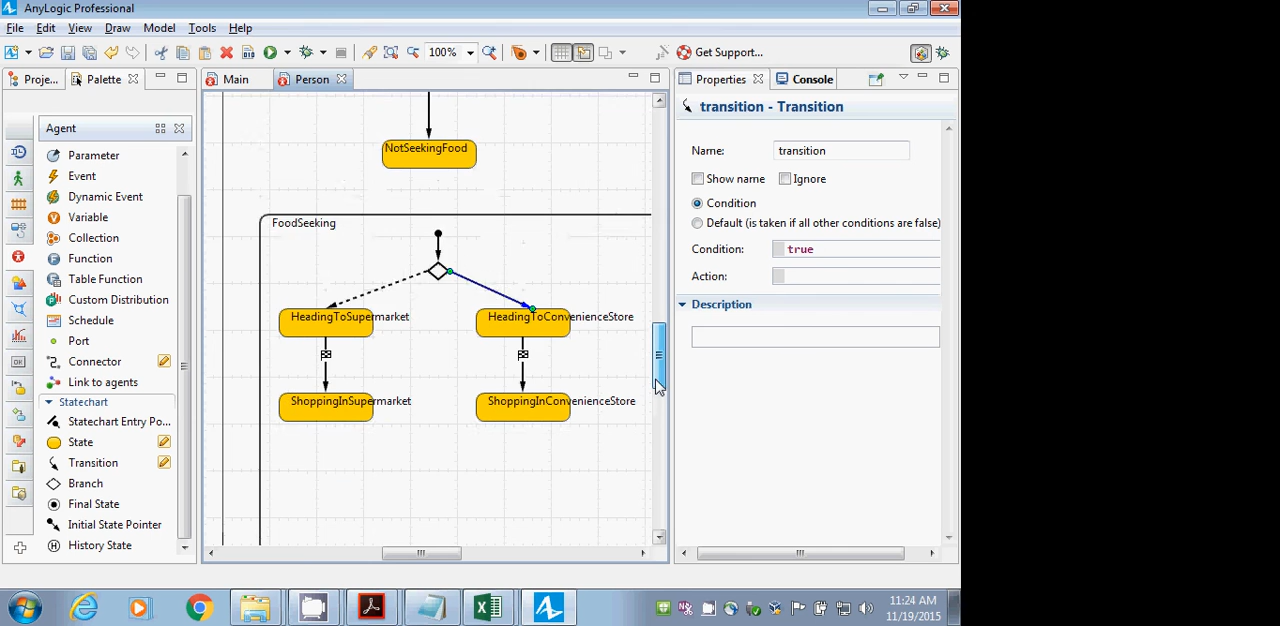 AnyLogic Professional
File Edit View Draw Model Tools Help
100% Get Support...
Proje... Palette Main Person Properties Console
Agent
Parameter
Event
Dynamic Event
Variable
Collection
Function
Table Function
Custom Distribution
Schedule
Port
Connector
Link to agents
Statechart
Statechart Entry Po...
State
Transition
Branch
Final State
Initial State Pointer
History State
NotSeekingFood
FoodSeeking
HeadingToSupermarket HeadingToConvenienceStore
ShoppingInSupermarket ShoppingInConvenienceStore
transition - Transition
Name: transition
Show name Ignore
Condition
Default (is taken if all other conditions are false)
Condition: true
Action:
Description
11:24 AM
11/19/2015